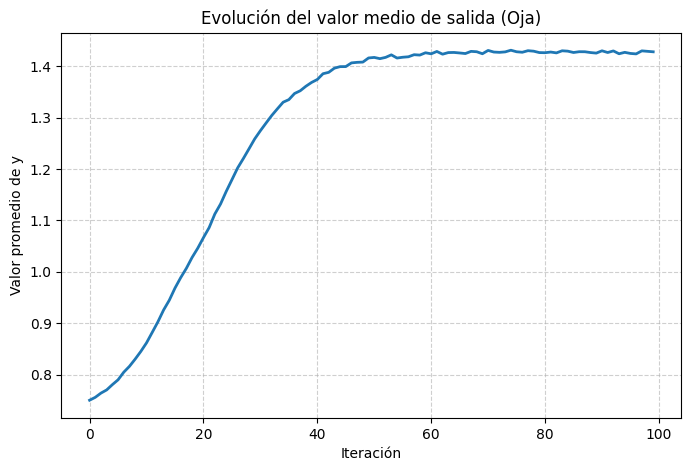 Evolución del valor medio de salida (Oja)
Valor promedio de y
1.4
1.3
1.2
1.1
1.0
0.9
0.8
0 20 40 60 80 100
Iteración